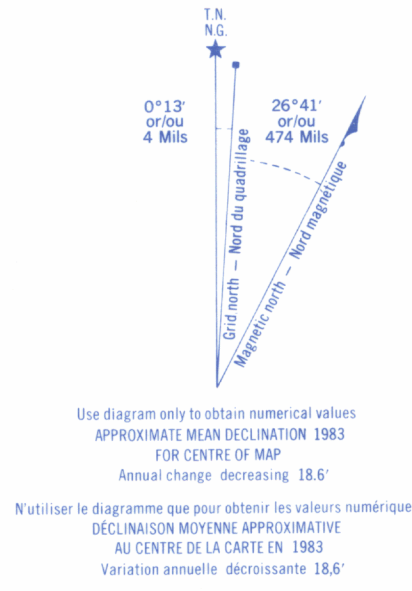 T.N.
N.G.
0°13′
or/ou
4 Mils
26°41′
or/ou
474 Mils
Grid north – Nord du quadrillage
Magnetic north – Nord magnétique
Use diagram only to obtain numerical values
APPROXIMATE MEAN DECLINATION 1983
FOR CENTRE OF MAP
Annual change decreasing 18.6′
N'utiliser le diagramme que pour obtenir les valeurs numérique
DÉCLINAISON MOYENNE APPROXIMATIVE
AU CENTRE DE LA CARTE EN 1983
Variation annuelle décroissante 18,6′